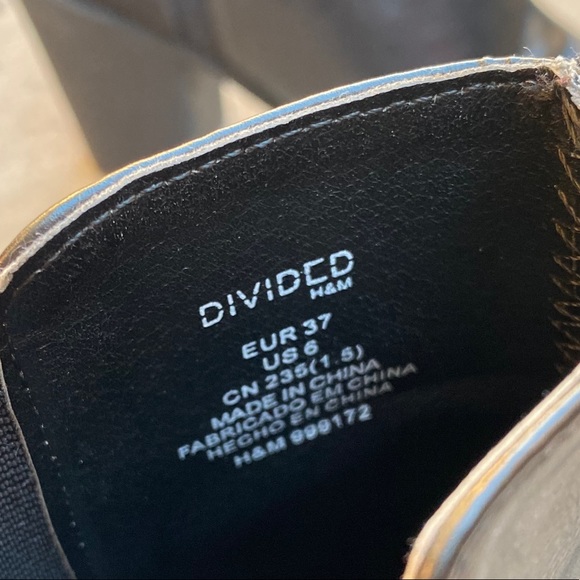 DIVIDED
H&M
EUR 37
US 6
CN 235(1.5)
MADE IN CHINA
FABRICADO EM CHINA
HECHO EN CHINA
H&M 999172